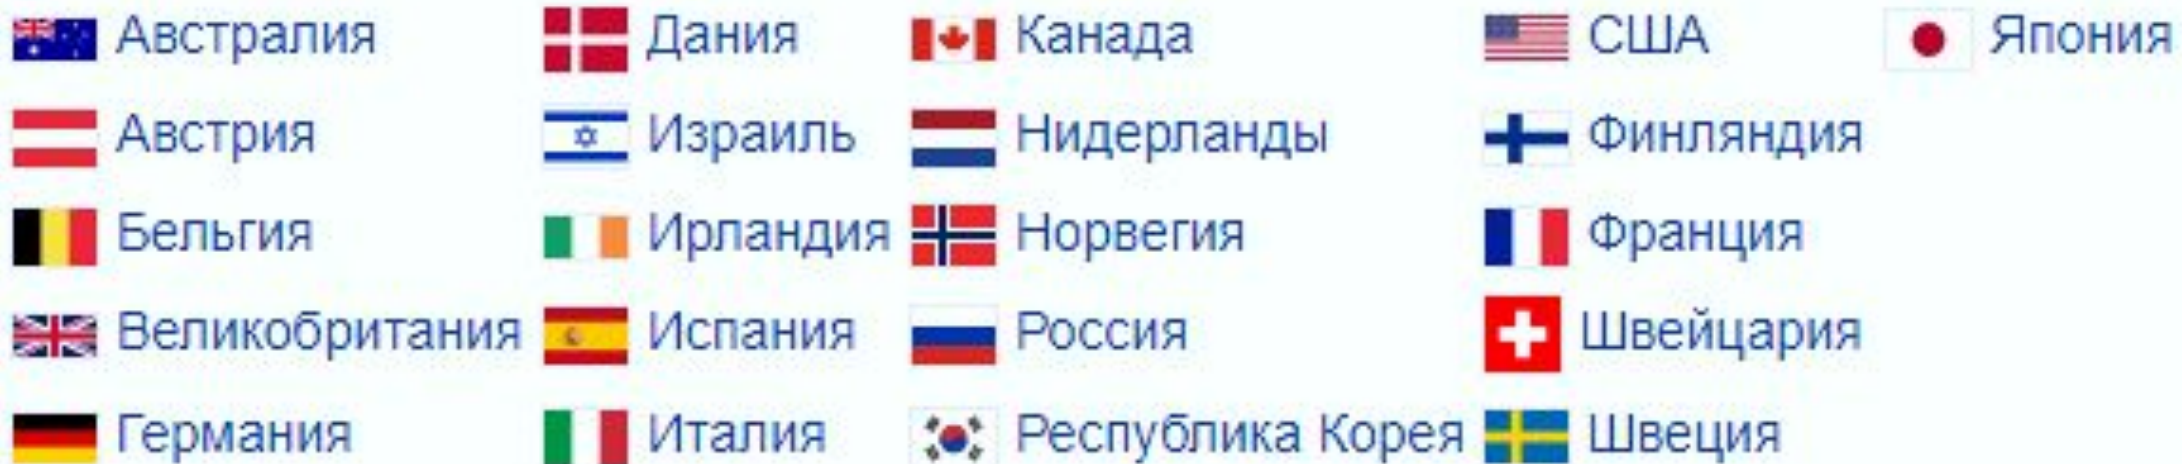 Австралия Дания Канада США Япония
Австрия Израиль Нидерланды Финляндия
Бельгия Ирландия Норвегия Франция
Великобритания Испания Россия Швейцария
Германия Италия Республика Корея Швеция